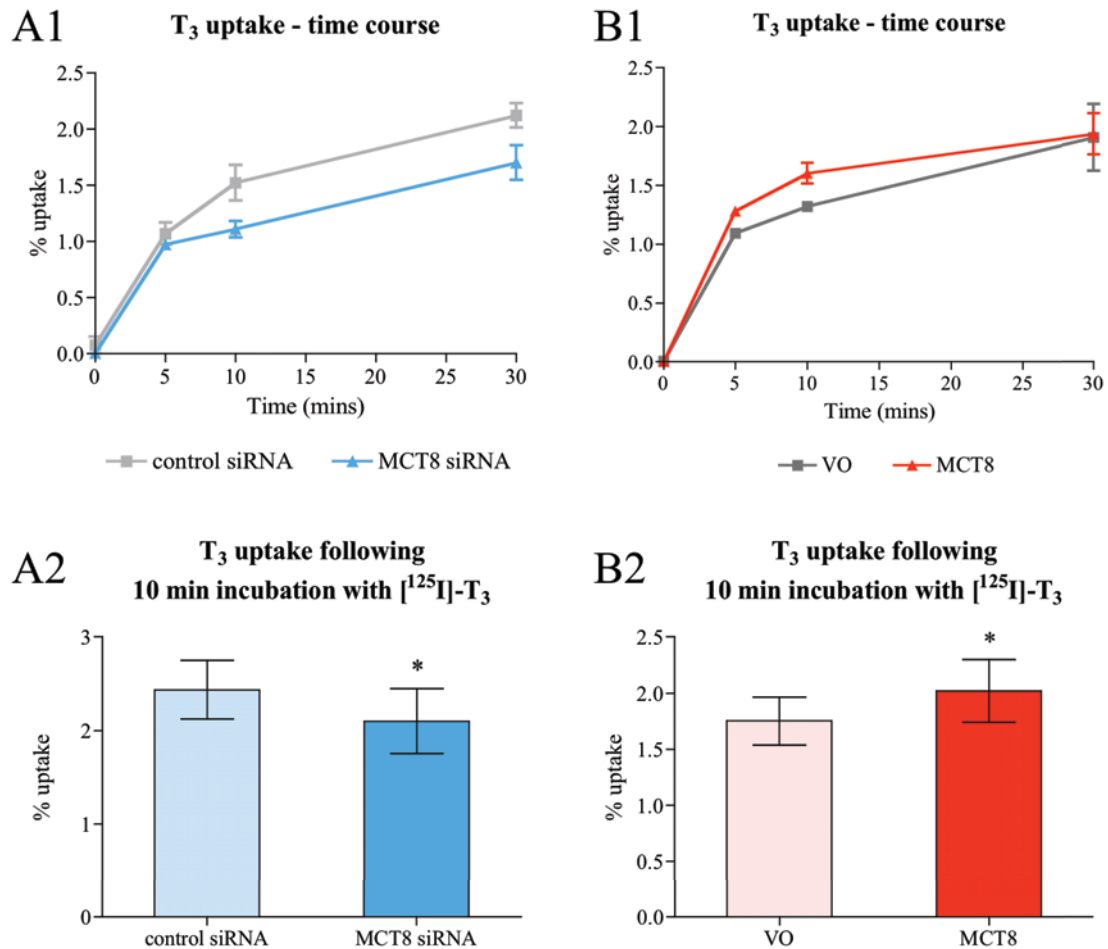 A1
T₃ uptake - time course
2.5
2.0
1.5
1.0
0.5
0.0
% uptake
0 5 10 15 20 25 30
Time (mins)
control siRNA MCT8 siRNA
B1
T₃ uptake - time course
2.5
2.0
1.5
1.0
0.5
0.0
% uptake
0 5 10 15 20 25 30
Time (mins)
VO MCT8
A2
T₃ uptake following
10 min incubation with [¹²⁵I]-T₃
3
2
1
0
% uptake
*
control siRNA MCT8 siRNA
B2
T₃ uptake following
10 min incubation with [¹²⁵I]-T₃
2.5
2.0
1.5
1.0
0.5
0.0
% uptake
*
VO MCT8